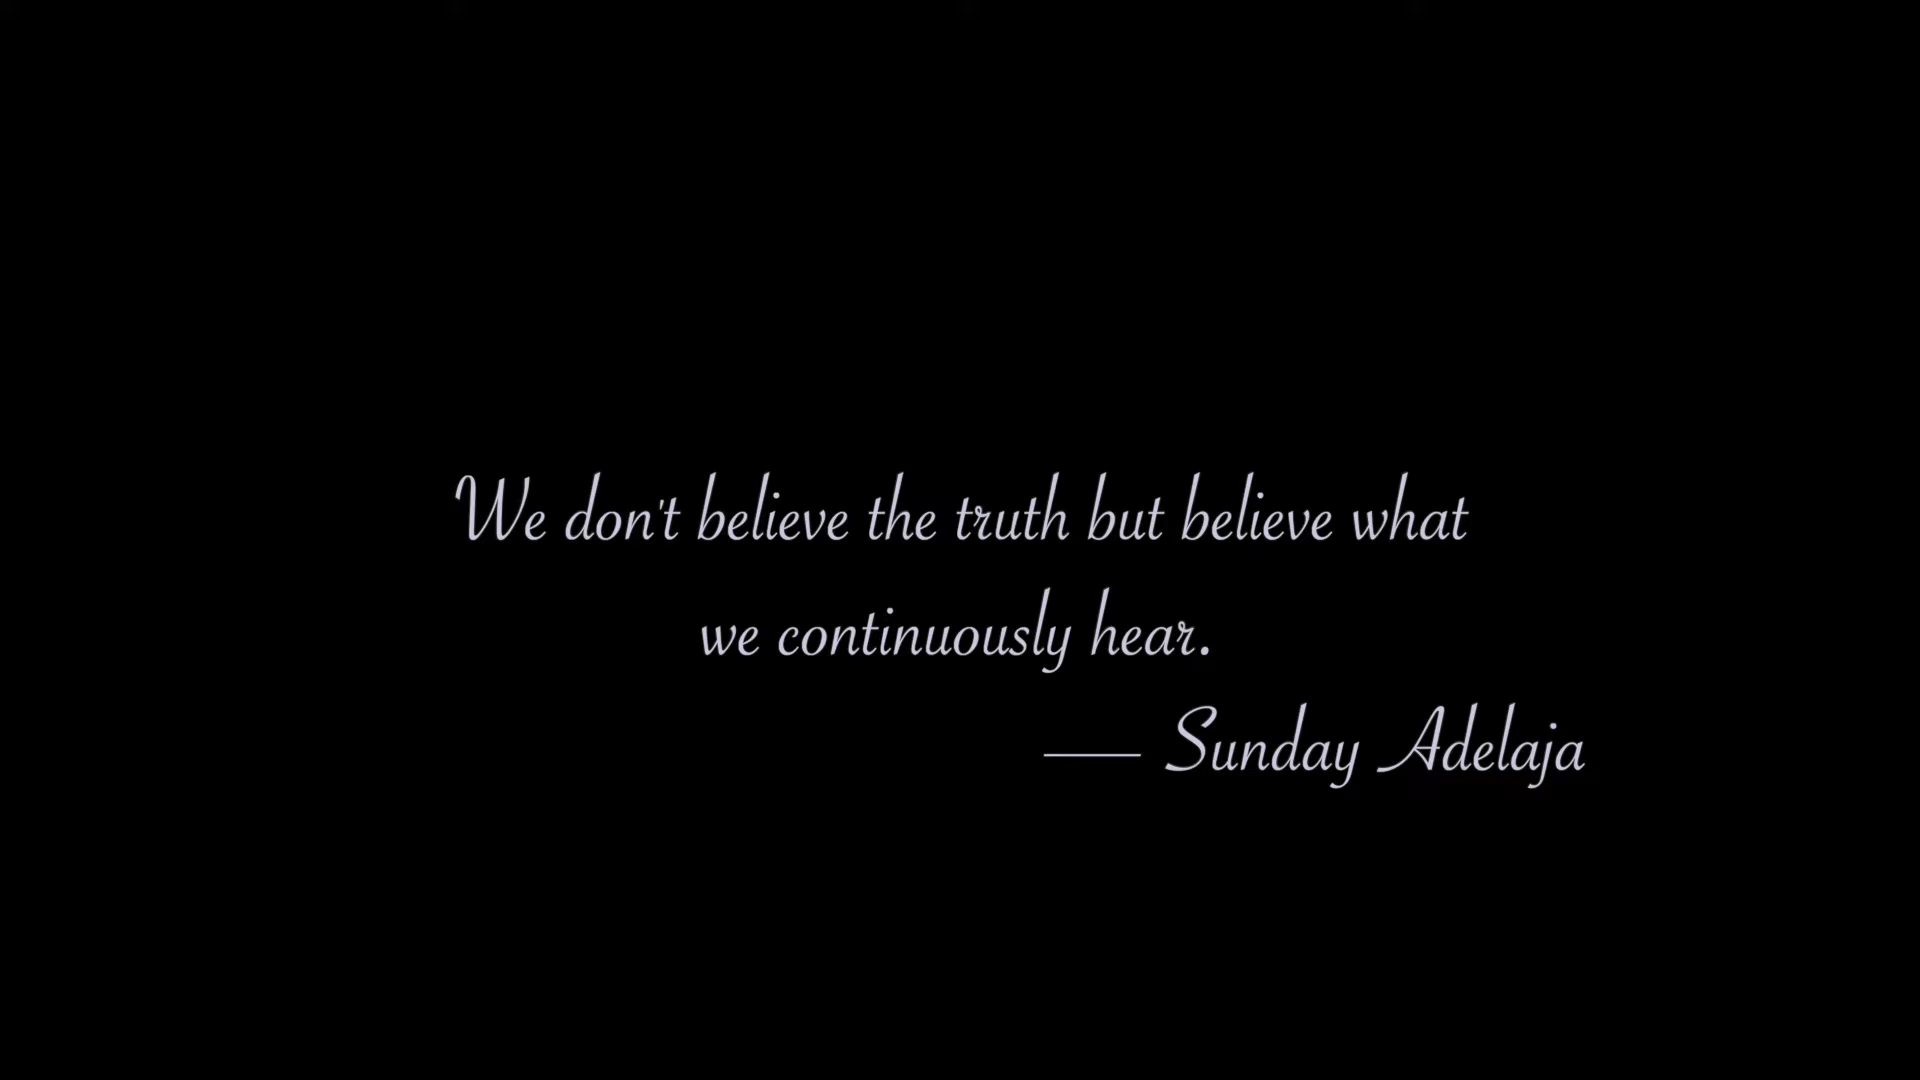 We don't believe the truth but believe what
we continuously hear.
— Sunday Adelaja